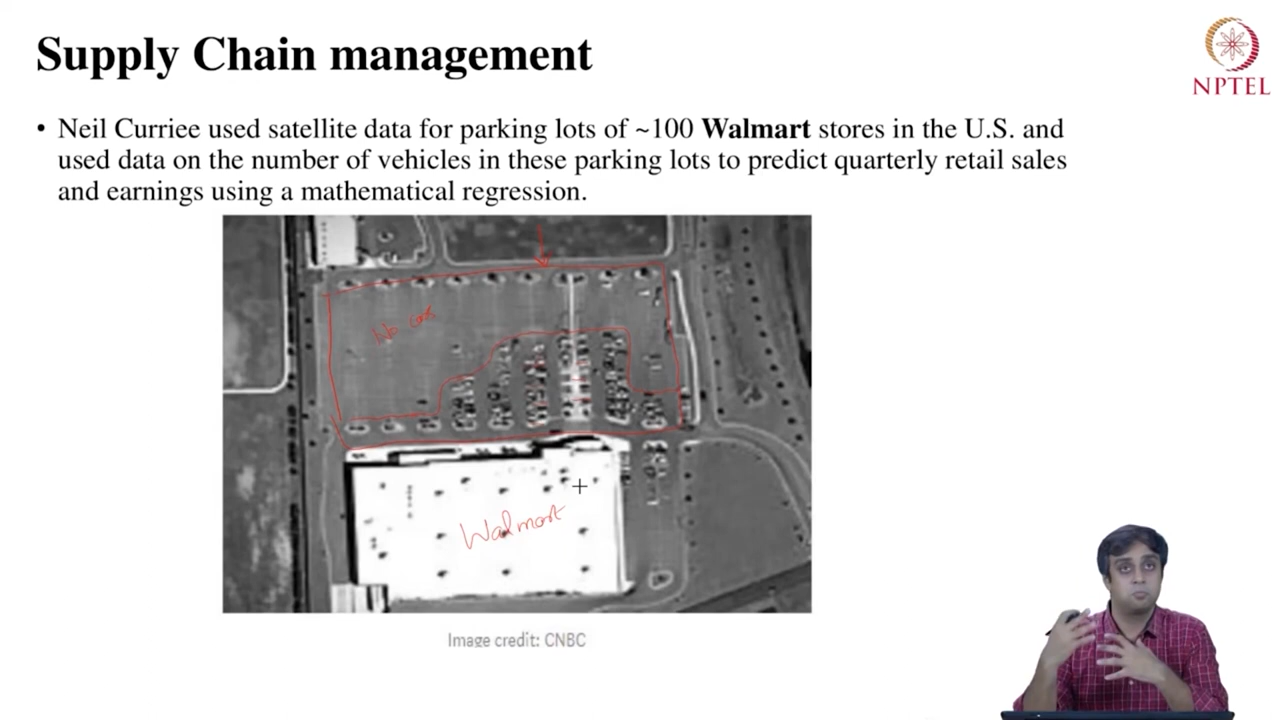 Supply Chain management
NPTEL
• Neil Curriee used satellite data for parking lots of ~100 Walmart stores in the U.S. and
used data on the number of vehicles in these parking lots to predict quarterly retail sales
and earnings using a mathematical regression.
No cars
Walmart
Image credit: CNBC